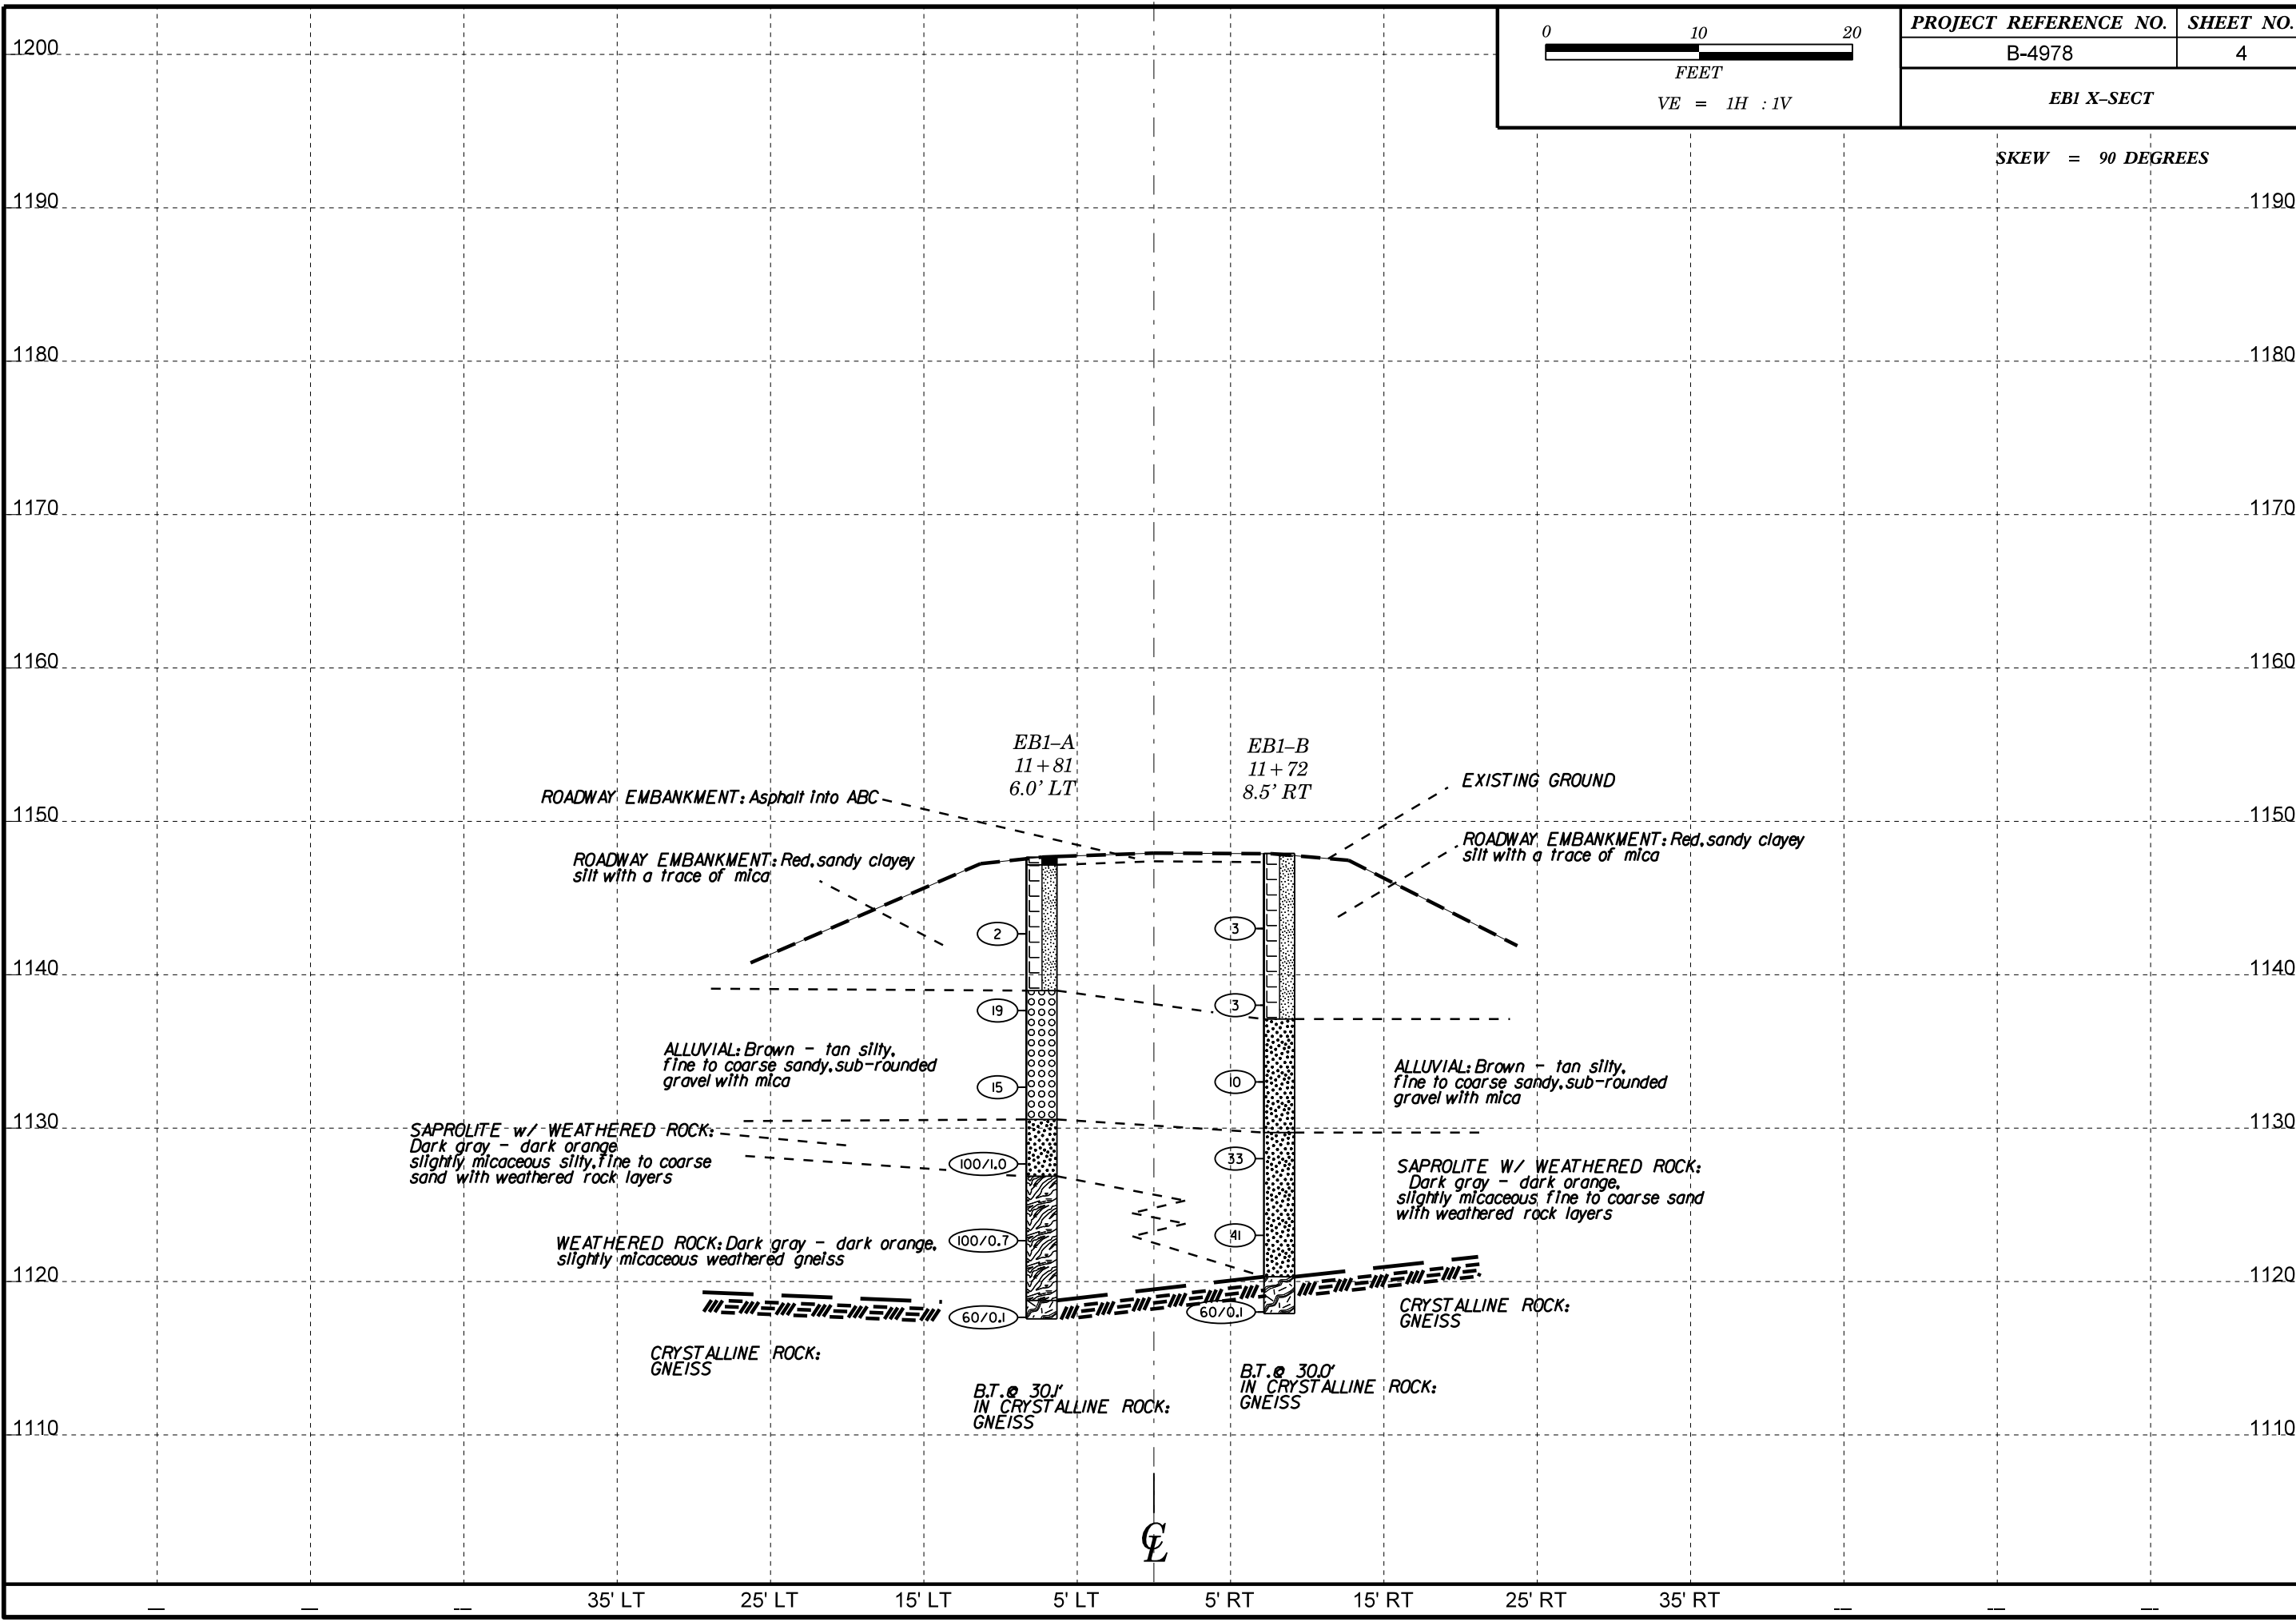 0 10 20
FEET
VE = 1H : 1V
PROJECT REFERENCE NO. SHEET NO.
B-4978 4
EB1 X-SECT
SKEW = 90 DEGREES
1200
1190 1190
1180 1180
1170 1170
1160 1160
1150 1150
1140 1140
1130 1130
1120 1120
1110 1110
EB1-A
11+81
6.0' LT
EB1-B
11+72
8.5' RT
ROADWAY EMBANKMENT: Asphalt into ABC
EXISTING GROUND
ROADWAY EMBANKMENT: Red, sandy clayey
silt with a trace of mica
ROADWAY EMBANKMENT: Red, sandy clayey
silt with a trace of mica
2
19
15
100/1.0
100/0.7
60/0.1
3
3
10
33
41
60/0.1
ALLUVIAL: Brown - tan silty,
fine to coarse sandy, sub-rounded
gravel with mica
ALLUVIAL: Brown - tan silty,
fine to coarse sandy, sub-rounded
gravel with mica
SAPROLITE w/ WEATHERED ROCK:
Dark gray - dark orange
slightly micaceous silty, fine to coarse
sand with weathered rock layers
SAPROLITE W/ WEATHERED ROCK:
Dark gray - dark orange,
slightly micaceous fine to coarse sand
with weathered rock layers
WEATHERED ROCK: Dark gray - dark orange,
slightly micaceous weathered gneiss
CRYSTALLINE ROCK:
GNEISS
CRYSTALLINE ROCK:
GNEISS
B.T. @ 30.1'
IN CRYSTALLINE ROCK:
GNEISS
B.T. @ 30.0'
IN CRYSTALLINE ROCK:
GNEISS
℄
35' LT 25' LT 15' LT 5' LT 5' RT 15' RT 25' RT 35' RT